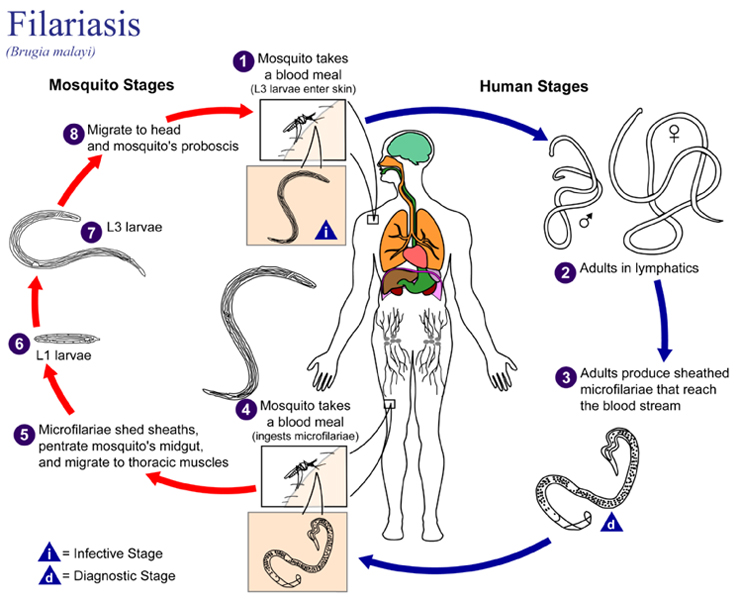 Filariasis
(Brugia malayi)
Mosquito Stages
Human Stages
1 Mosquito takes
a blood meal
(L3 larvae enter skin)
i
2 Adults in lymphatics
♂
♀
3 Adults produce sheathed
microfilariae that reach
the blood stream
d
4 Mosquito takes
a blood meal
(ingests microfilariae)
5 Microfilariae shed sheaths,
pentrate mosquito's midgut,
and migrate to thoracic muscles
6
L1 larvae
7 L3 larvae
8 Migrate to head
and mosquito's proboscis
i = Infective Stage
d = Diagnostic Stage